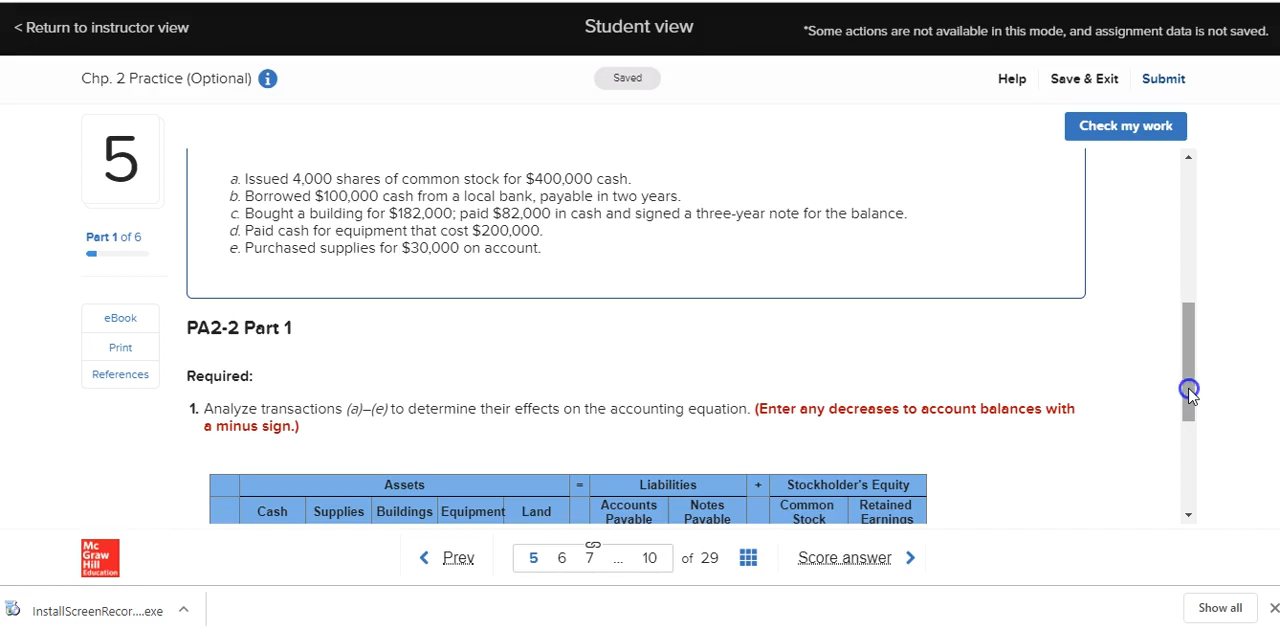 < Return to instructor view
Student view
*Some actions are not available in this mode, and assignment data is not saved.
Chp. 2 Practice (Optional) i
Saved
Help
Save & Exit
Submit
5
Check my work
Part 1 of 6
a. Issued 4,000 shares of common stock for $400,000 cash.
b. Borrowed $100,000 cash from a local bank, payable in two years.
c. Bought a building for $182,000; paid $82,000 in cash and signed a three-year note for the balance.
d. Paid cash for equipment that cost $200,000.
e. Purchased supplies for $30,000 on account.
eBook
Print
References
PA2-2 Part 1
Required:
1. Analyze transactions (a)–(e) to determine their effects on the accounting equation. (Enter any decreases to account balances with
a minus sign.)
Assets = Liabilities + Stockholder's Equity
Cash Supplies Buildings Equipment Land Accounts Payable Notes Payable Common Stock Retained Earnings
Mc
Graw
Hill
Education
< Prev
5 6 7 ... 10 of 29
Score answer >
InstallScreenRecor....exe
Show all